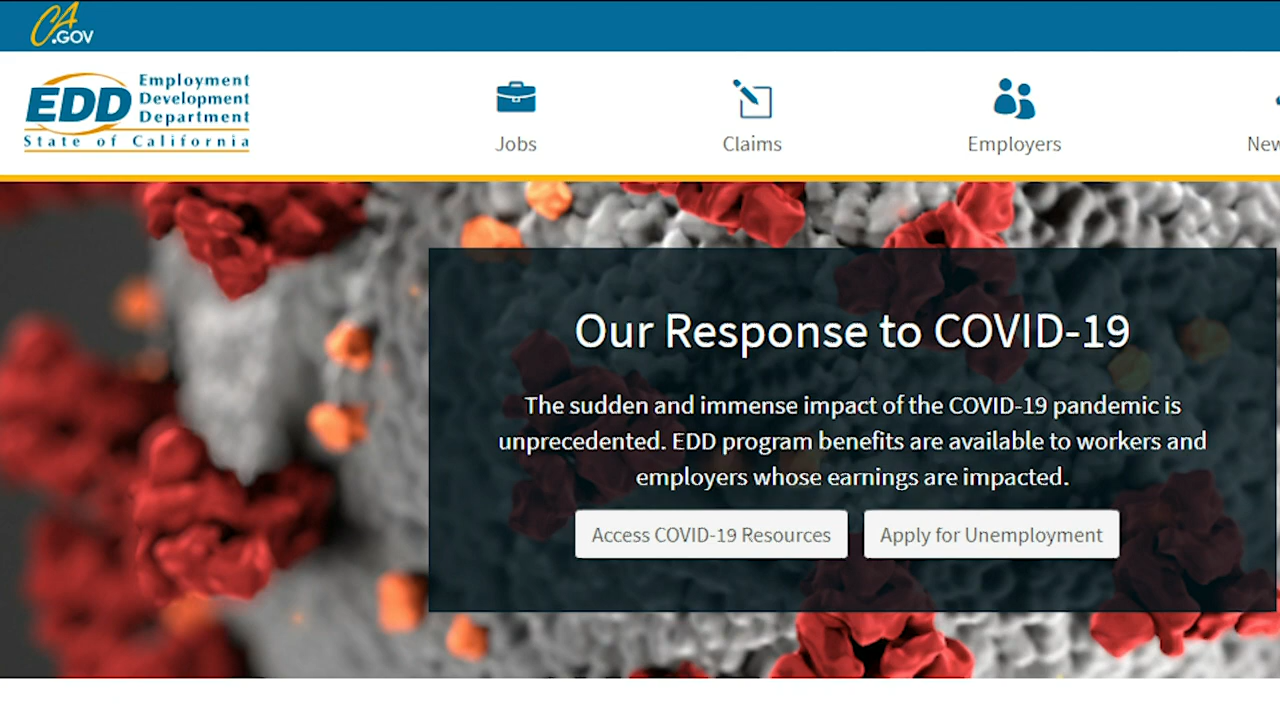 CA.GOV
EDD
Employment
Development
Department
State of California
Jobs
Claims
Employers
Our Response to COVID-19
The sudden and immense impact of the COVID-19 pandemic is
unprecedented. EDD program benefits are available to workers and
employers whose earnings are impacted.
Access COVID-19 Resources
Apply for Unemployment